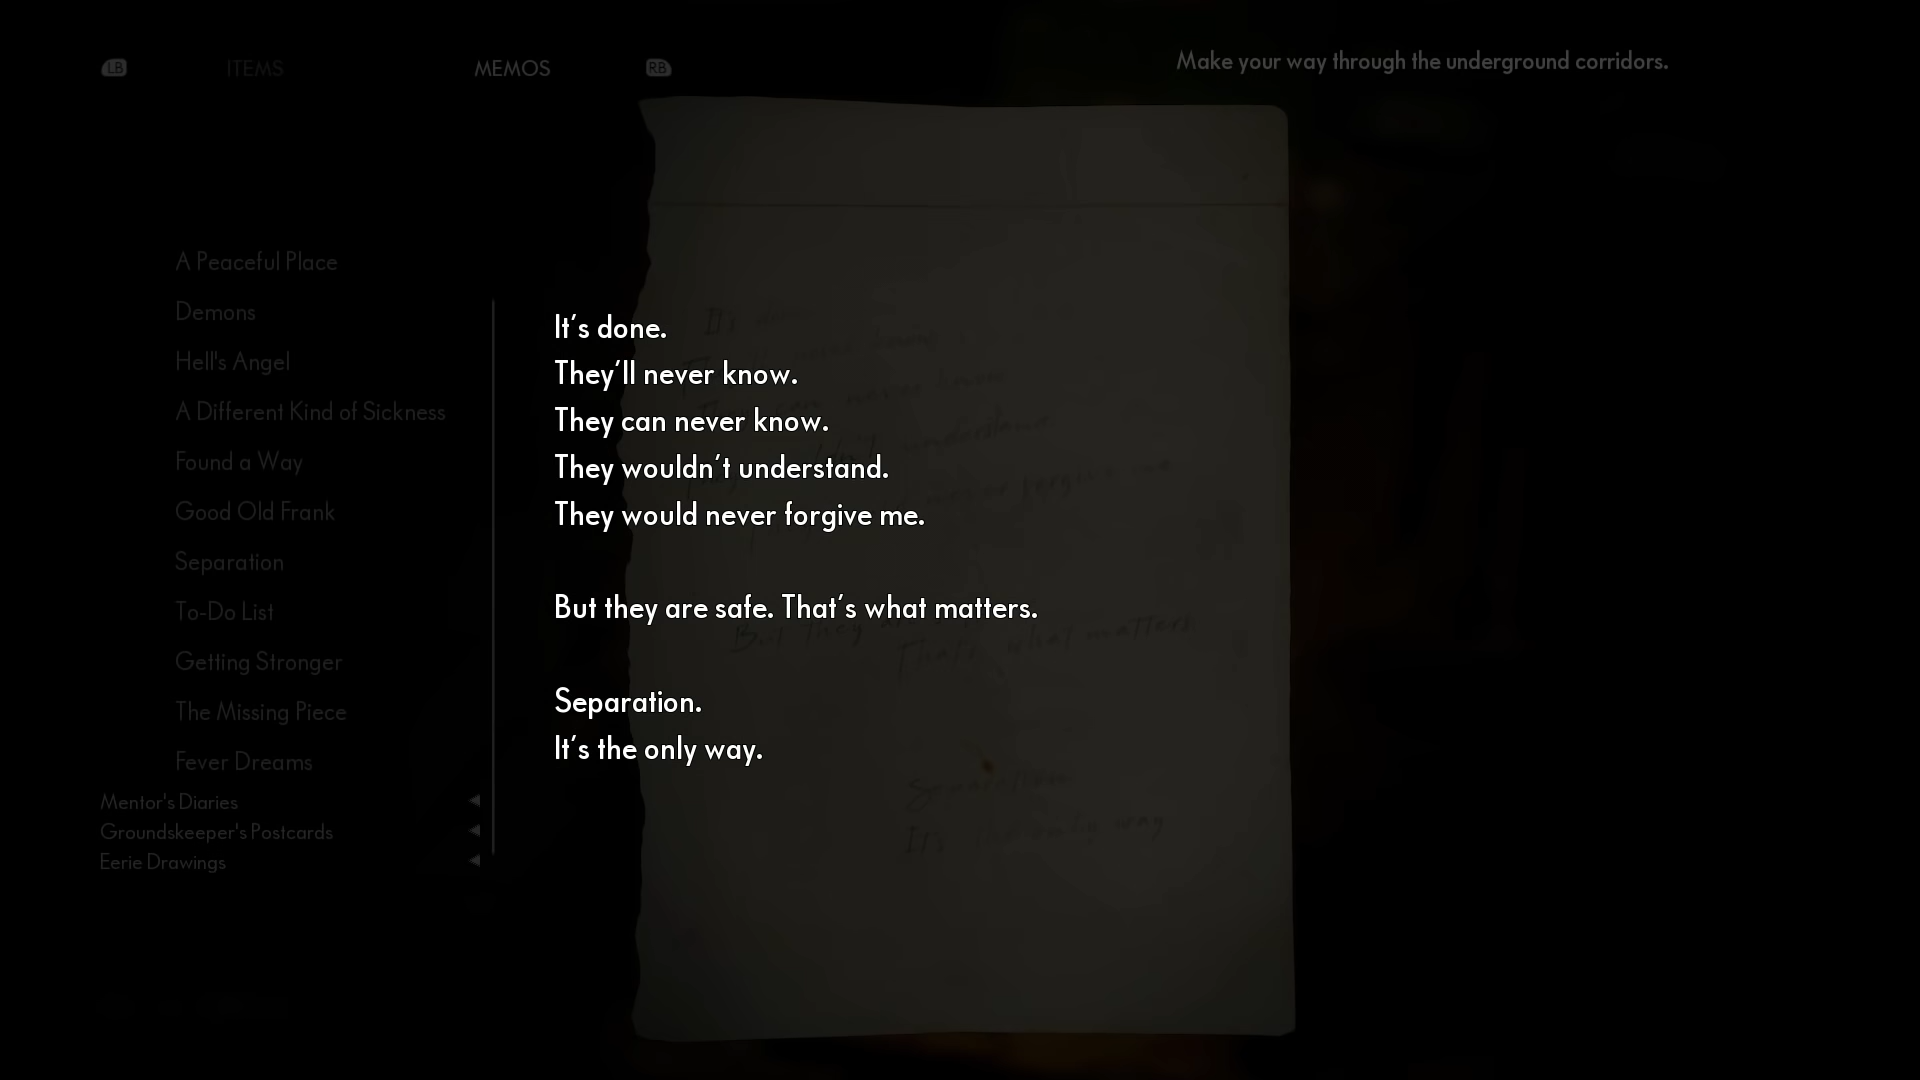 LB ITEMS MEMOS RB
Make your way through the underground corridors.
A Peaceful Place
Demons
Hell's Angel
A Different Kind of Sickness
Found a Way
Good Old Frank
Separation
To-Do List
Getting Stronger
The Missing Piece
Fever Dreams
Mentor's Diaries
Groundskeeper's Postcards
Eerie Drawings
It's done.
They'll never know.
They can never know.
They wouldn't understand.
They would never forgive me.
But they are safe. That's what matters.
Separation.
It's the only way.